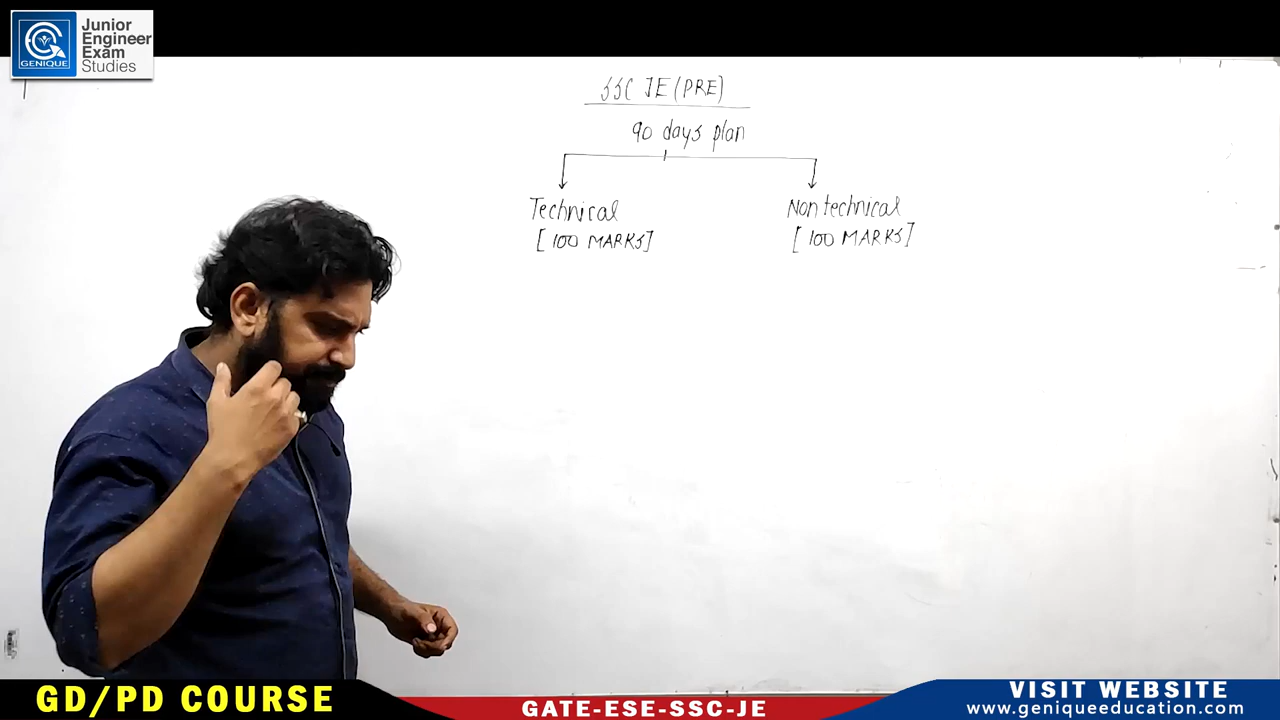 GENIQUE
Junior
Engineer
Exam
Studies
SSC JE (PRE)
90 days plan
Technical
[100 MARKS]
Non technical
[100 MARKS]
GD/PD COURSE
GATE-ESE-SSC-JE
VISIT WEBSITE
www.geniqueeducation.com